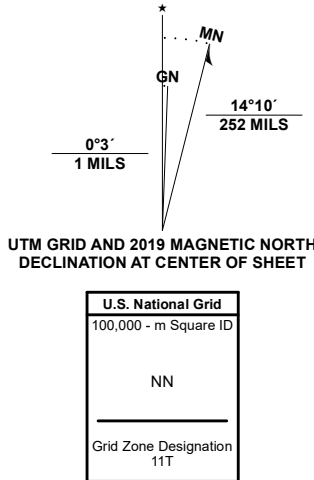 ★
MN
GN
14°10´
252 MILS
0°3´
1 MILS
UTM GRID AND 2019 MAGNETIC NORTH
DECLINATION AT CENTER OF SHEET
U.S. National Grid
100,000 - m Square ID
NN
Grid Zone Designation
11T